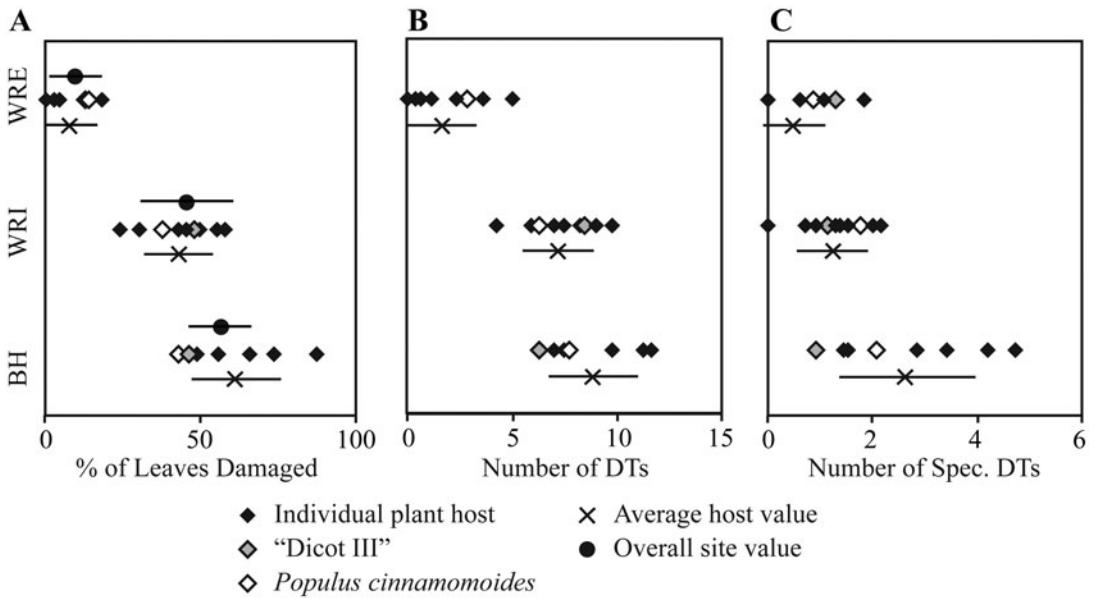 A B C
WRE
WRI
BH
0 50 100 0 5 10 15 0 2 4 6
% of Leaves Damaged Number of DTs Number of Spec. DTs
Individual plant host Average host value
"Dicot III" Overall site value
Populus cinnamomoides